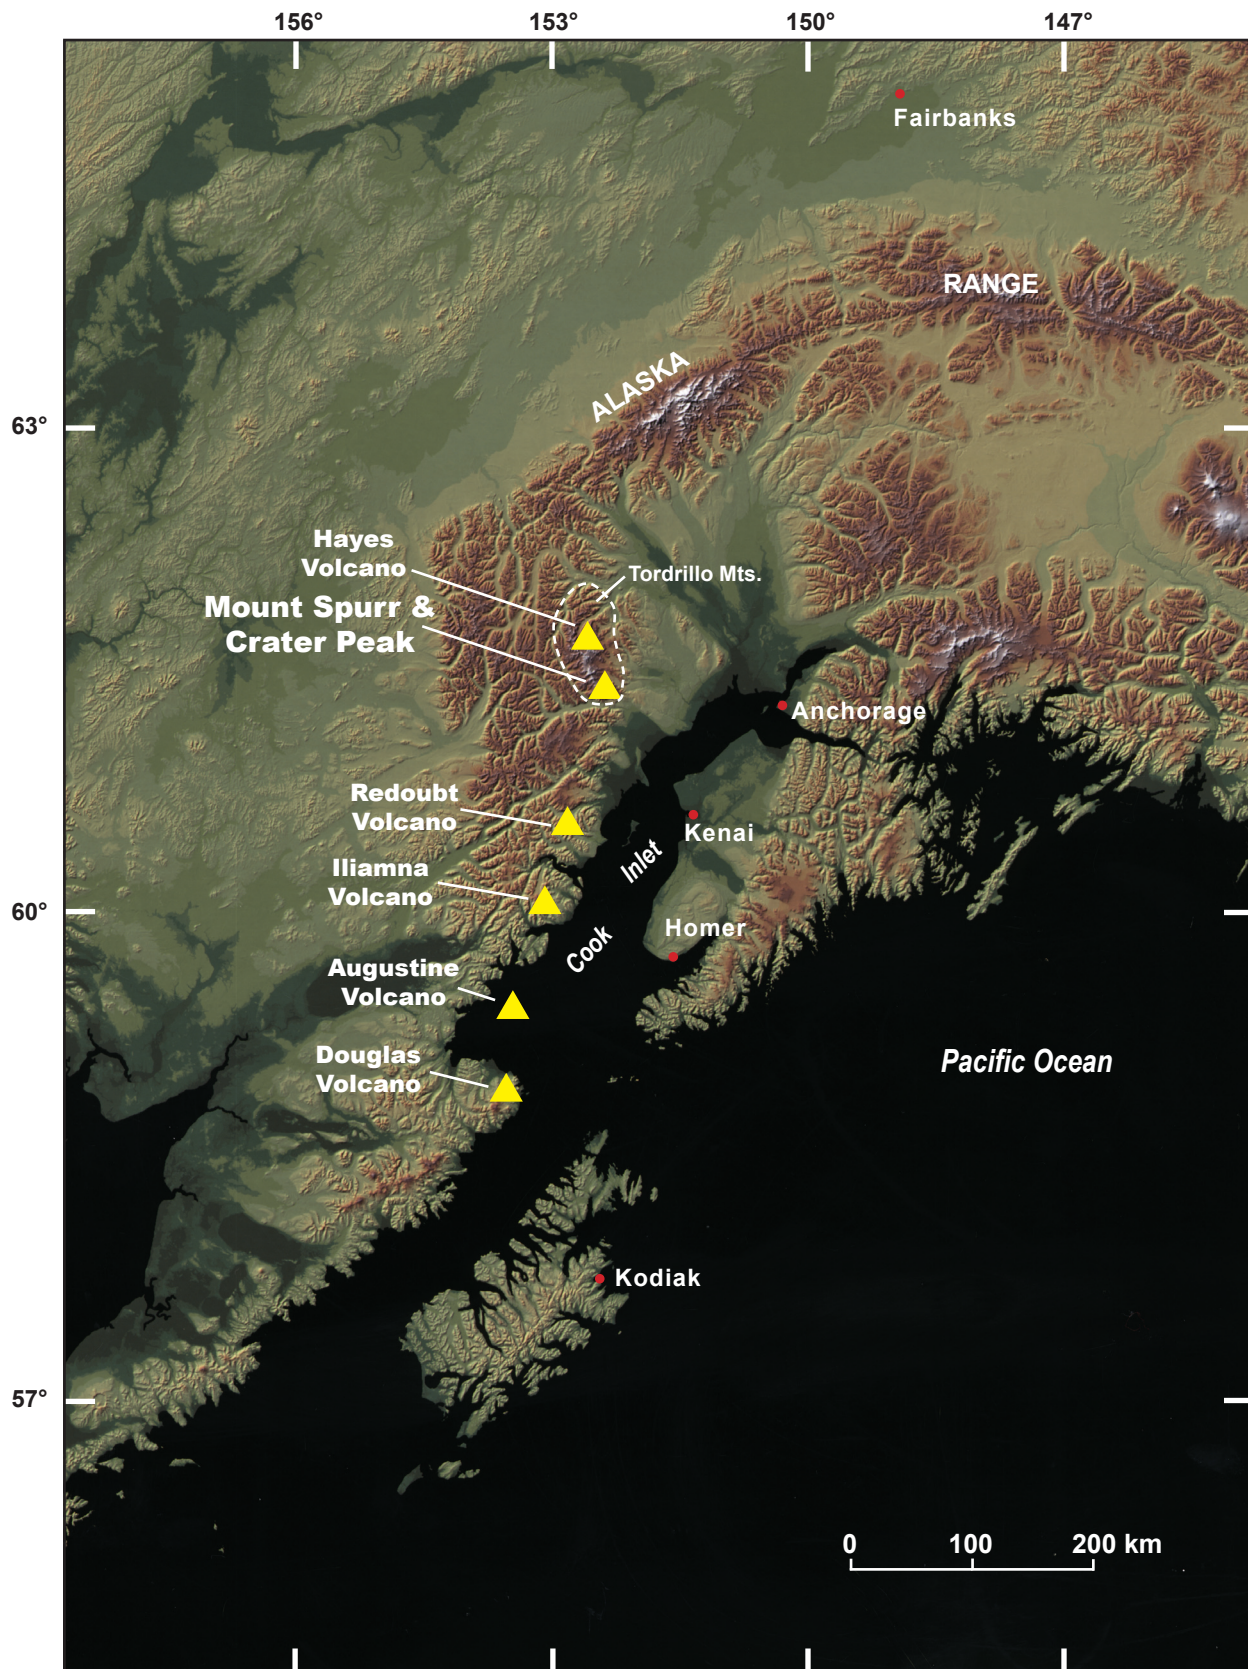 156°
153°
150°
147°
Fairbanks
RANGE
ALASKA
63°
Hayes
Volcano
Tordrillo Mts.
Mount Spurr &
Crater Peak
Anchorage
Redoubt
Volcano
Kenai
Inlet
Iliamna
Volcano
60°
Homer
Cook
Augustine
Volcano
Pacific Ocean
Douglas
Volcano
Kodiak
57°
0 100 200 km